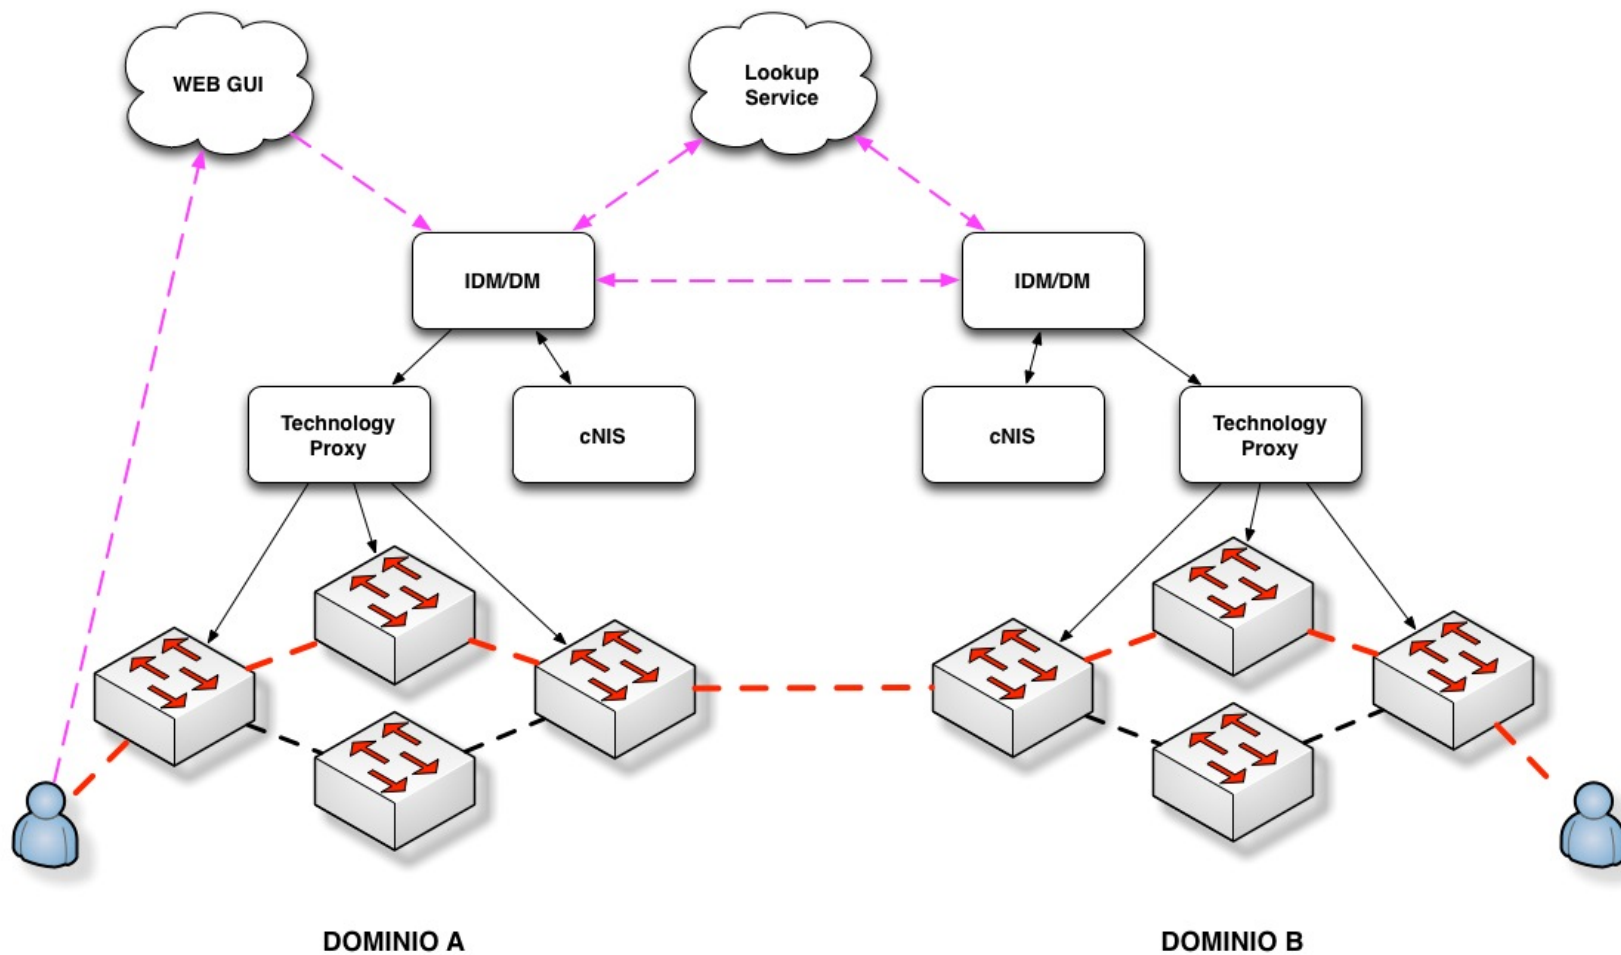 WEB GUI
Lookup
Service
IDM/DM
IDM/DM
Technology
Proxy
cNIS
cNIS
Technology
Proxy
DOMINIO A
DOMINIO B